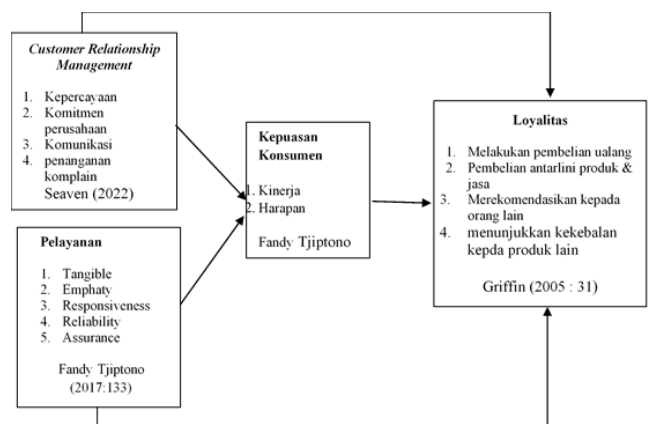 Customer Relationship
Management
1. Kepercayaan
2. Komitmen
perusahaan
3. Komunikasi
4. penanganan
komplain
Seaven (2022)
Pelayanan
1. Tangible
2. Emphaty
3. Responsiveness
4. Reliability
5. Assurance
Fandy Tjiptono
(2017:133)
Kepuasan
Konsumen
1. Kinerja
2. Harapan
Fandy Tjiptono
Loyalitas
1. Melakukan pembelian ualang
2. Pembelian antarlini produk &
jasa
3. Merekomendasikan kepada
orang lain
4. menunjukkan kekebalan
kepda produk lain
Griffin (2005 : 31)